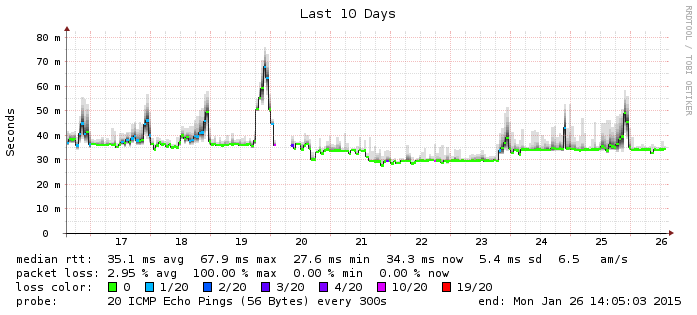 Last 10 Days
RRDTOOL / TOBI OETIKER
Seconds
80 m
70 m
60 m
50 m
40 m
30 m
20 m
10 m
0
17 18 19 20 21 22 23 24 25 26
median rtt: 35.1 ms avg 67.9 ms max 27.6 ms min 34.3 ms now 5.4 ms sd 6.5 am/s
packet loss: 2.95 % avg 100.00 % max 0.00 % min 0.00 % now
loss color: 0 1/20 2/20 3/20 4/20 10/20 19/20
probe: 20 ICMP Echo Pings (56 Bytes) every 300s end: Mon Jan 26 14:05:03 2015